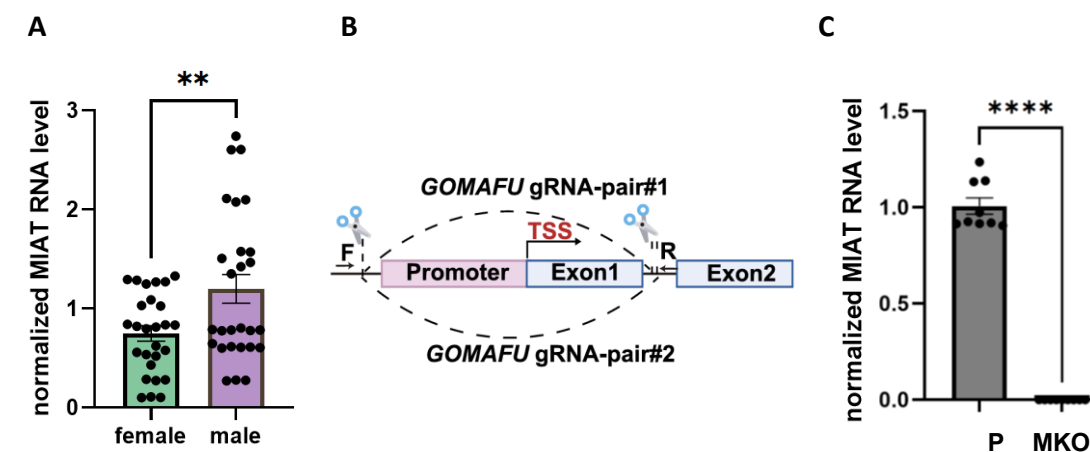 A
normalized MIAT RNA level
3
2
1
0
**
female
male
B
GOMAFU gRNA-pair#1
F
TSS
R
Promoter
Exon1
Exon2
GOMAFU gRNA-pair#2
C
normalized MIAT RNA level
1.5
1.0
0.5
0.0
****
P
MKO